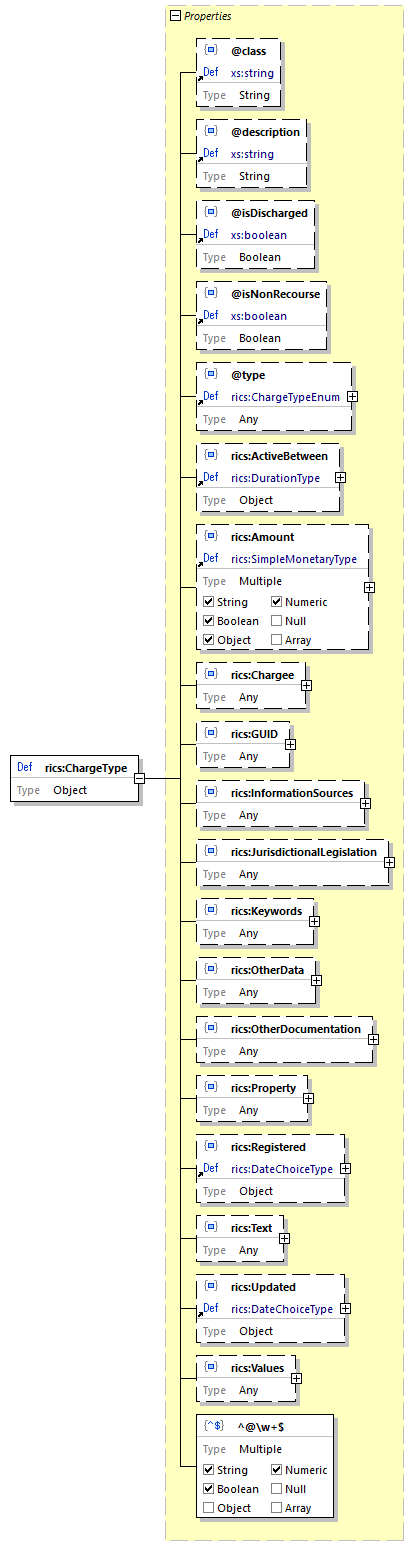 Properties
@class
Def xs:string
Type String
@description
Def xs:string
Type String
@isDischarged
Def xs:boolean
Type Boolean
@isNonRecourse
Def xs:boolean
Type Boolean
@type
Def rics:ChargeTypeEnum
Type Any
rics:ActiveBetween
Def rics:DurationType
Type Object
rics:Amount
Def rics:SimpleMonetaryType
Type Multiple
String Numeric
Boolean Null
Object Array
rics:Chargee
Type Any
rics:GUID
Type Any
Def rics:ChargeType
Type Object
rics:InformationSources
Type Any
rics:JurisdictionalLegislation
Type Any
rics:Keywords
Type Any
rics:OtherData
Type Any
rics:OtherDocumentation
Type Any
rics:Property
Type Any
rics:Registered
Def rics:DateChoiceType
Type Object
rics:Text
Type Any
rics:Updated
Def rics:DateChoiceType
Type Object
rics:Values
Type Any
{^$} ^@\w+$
Type Multiple
String Numeric
Boolean Null
Object Array